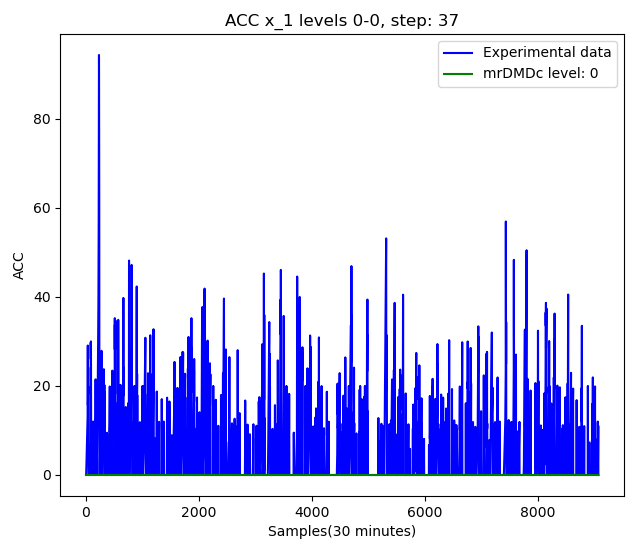 ACC x_1 levels 0-0, step: 37
Experimental data
mrDMDc level: 0
80
60
40
20
0
ACC
0 2000 4000 6000 8000
Samples(30 minutes)